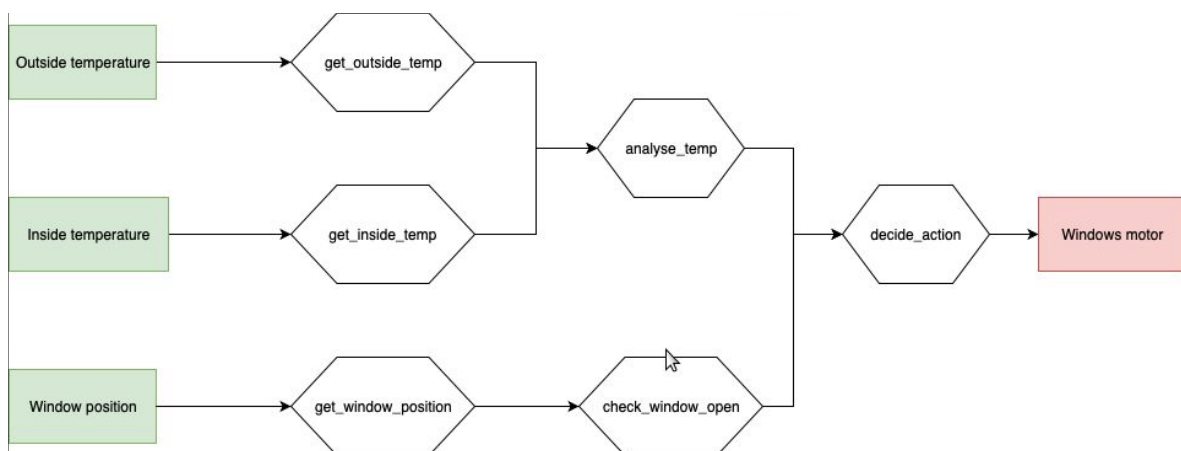 Outside temperature
get_outside_temp
analyse_temp
Inside temperature
get_inside_temp
decide_action
Windows motor
Window position
get_window_position
check_window_open